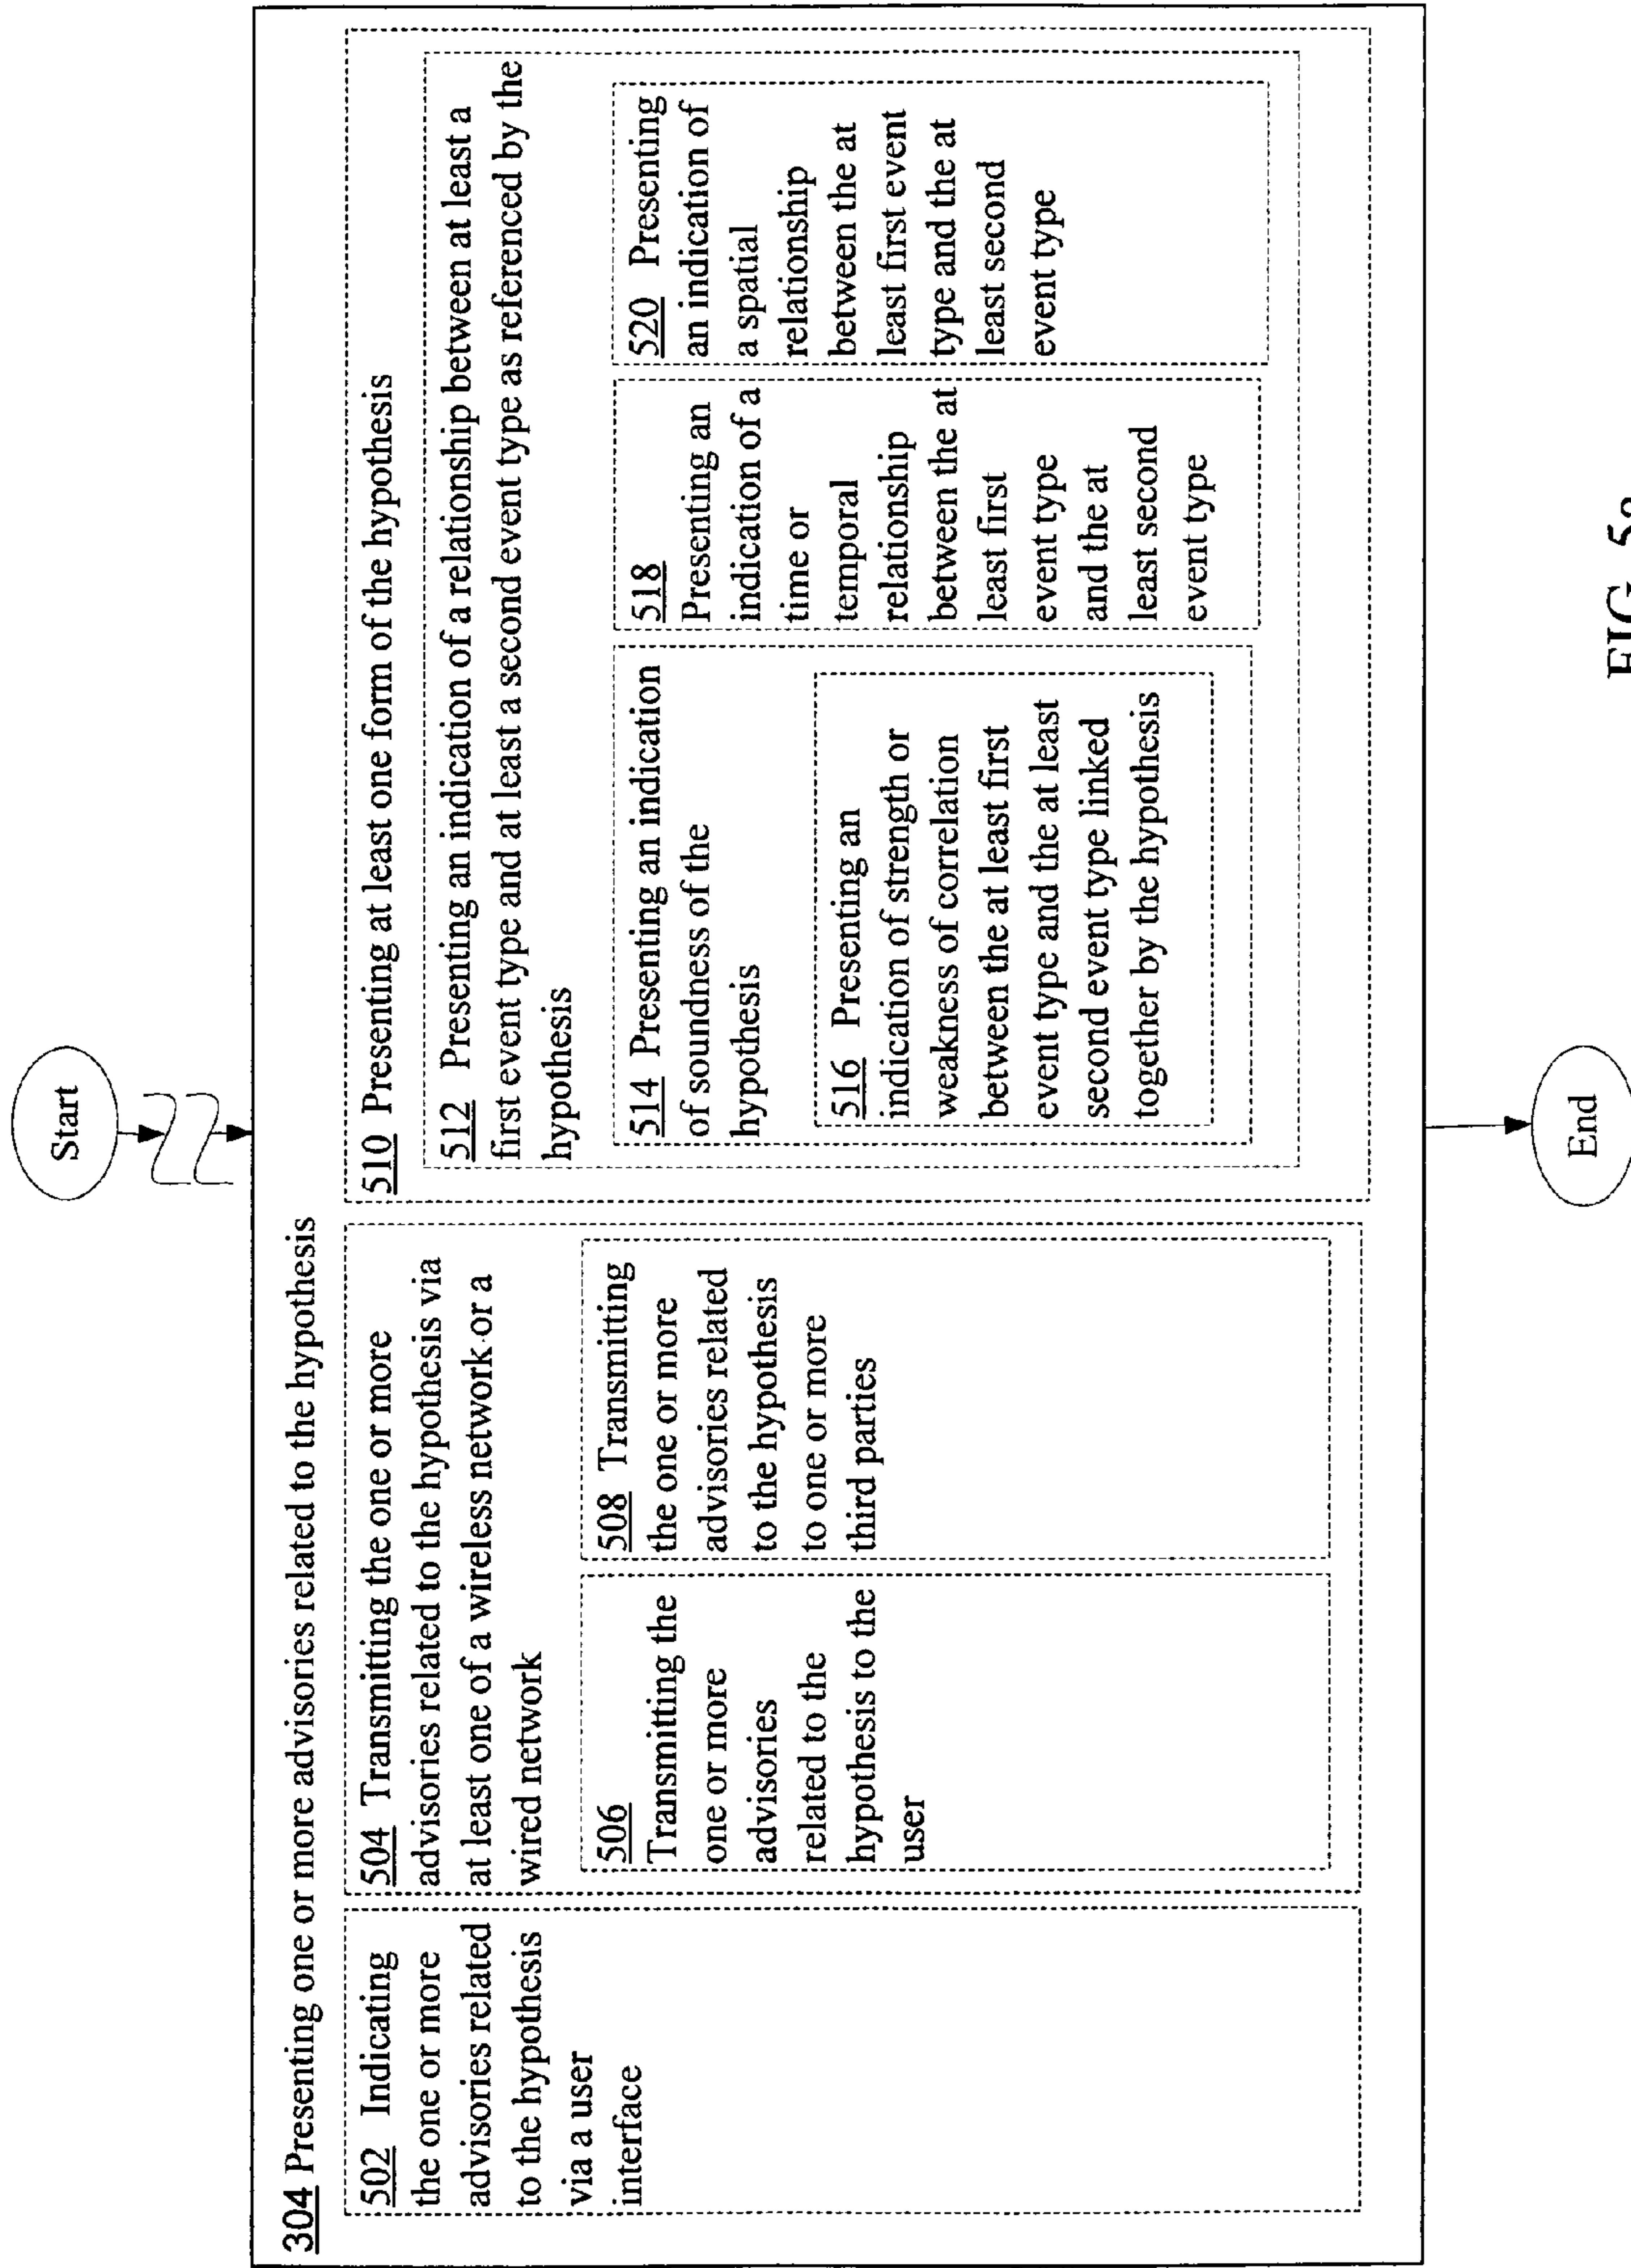 Start
304 Presenting one or more advisories related to the hypothesis
502 Indicating
the one or more
advisories related
to the hypothesis
via a user
interface
504 Transmitting the one or more
advisories related to the hypothesis via
at least one of a wireless network or a
wired network
506
Transmitting the
one or more
advisories
related to the
hypothesis to the
user
508 Transmitting
the one or more
advisories related
to the hypothesis
to one or more
third parties
510 Presenting at least one form of the hypothesis
512 Presenting an indication of a relationship between at least a
first event type and at least a second event type as referenced by the
hypothesis
514 Presenting an indication
of soundness of the
hypothesis
516 Presenting an
indication of strength or
weakness of correlation
between the at least first
event type and the at least
second event type linked
together by the hypothesis
518
Presenting an
indication of a
time or
temporal
relationship
between the at
least first
event type
and the at
least second
event type
520 Presenting
an indication of
a spatial
relationship
between the at
least first event
type and the at
least second
event type
End
FIG. 5a